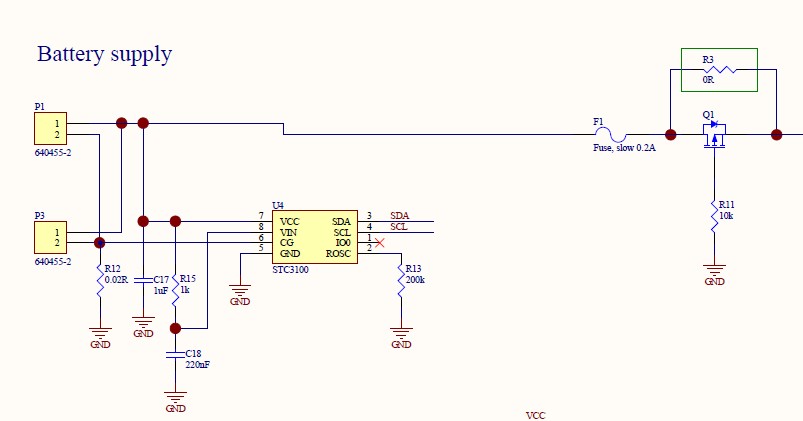 Battery supply
R3
0R
P1
1
2
640455-2
F1
Fuse, slow 0.2A
Q1
U4
P3
1
2
640455-2
7
8
6
5
VCC
VIN
CG
GND
SDA
SCL
IO0
ROSC
3
4
1
2
SDA
SCL
STC3100
R11
10k
R12
0.02R
C17
1uF
R15
1k
R13
200k
GND
GND
GND
GND
GND
C18
220nF
GND
VCC